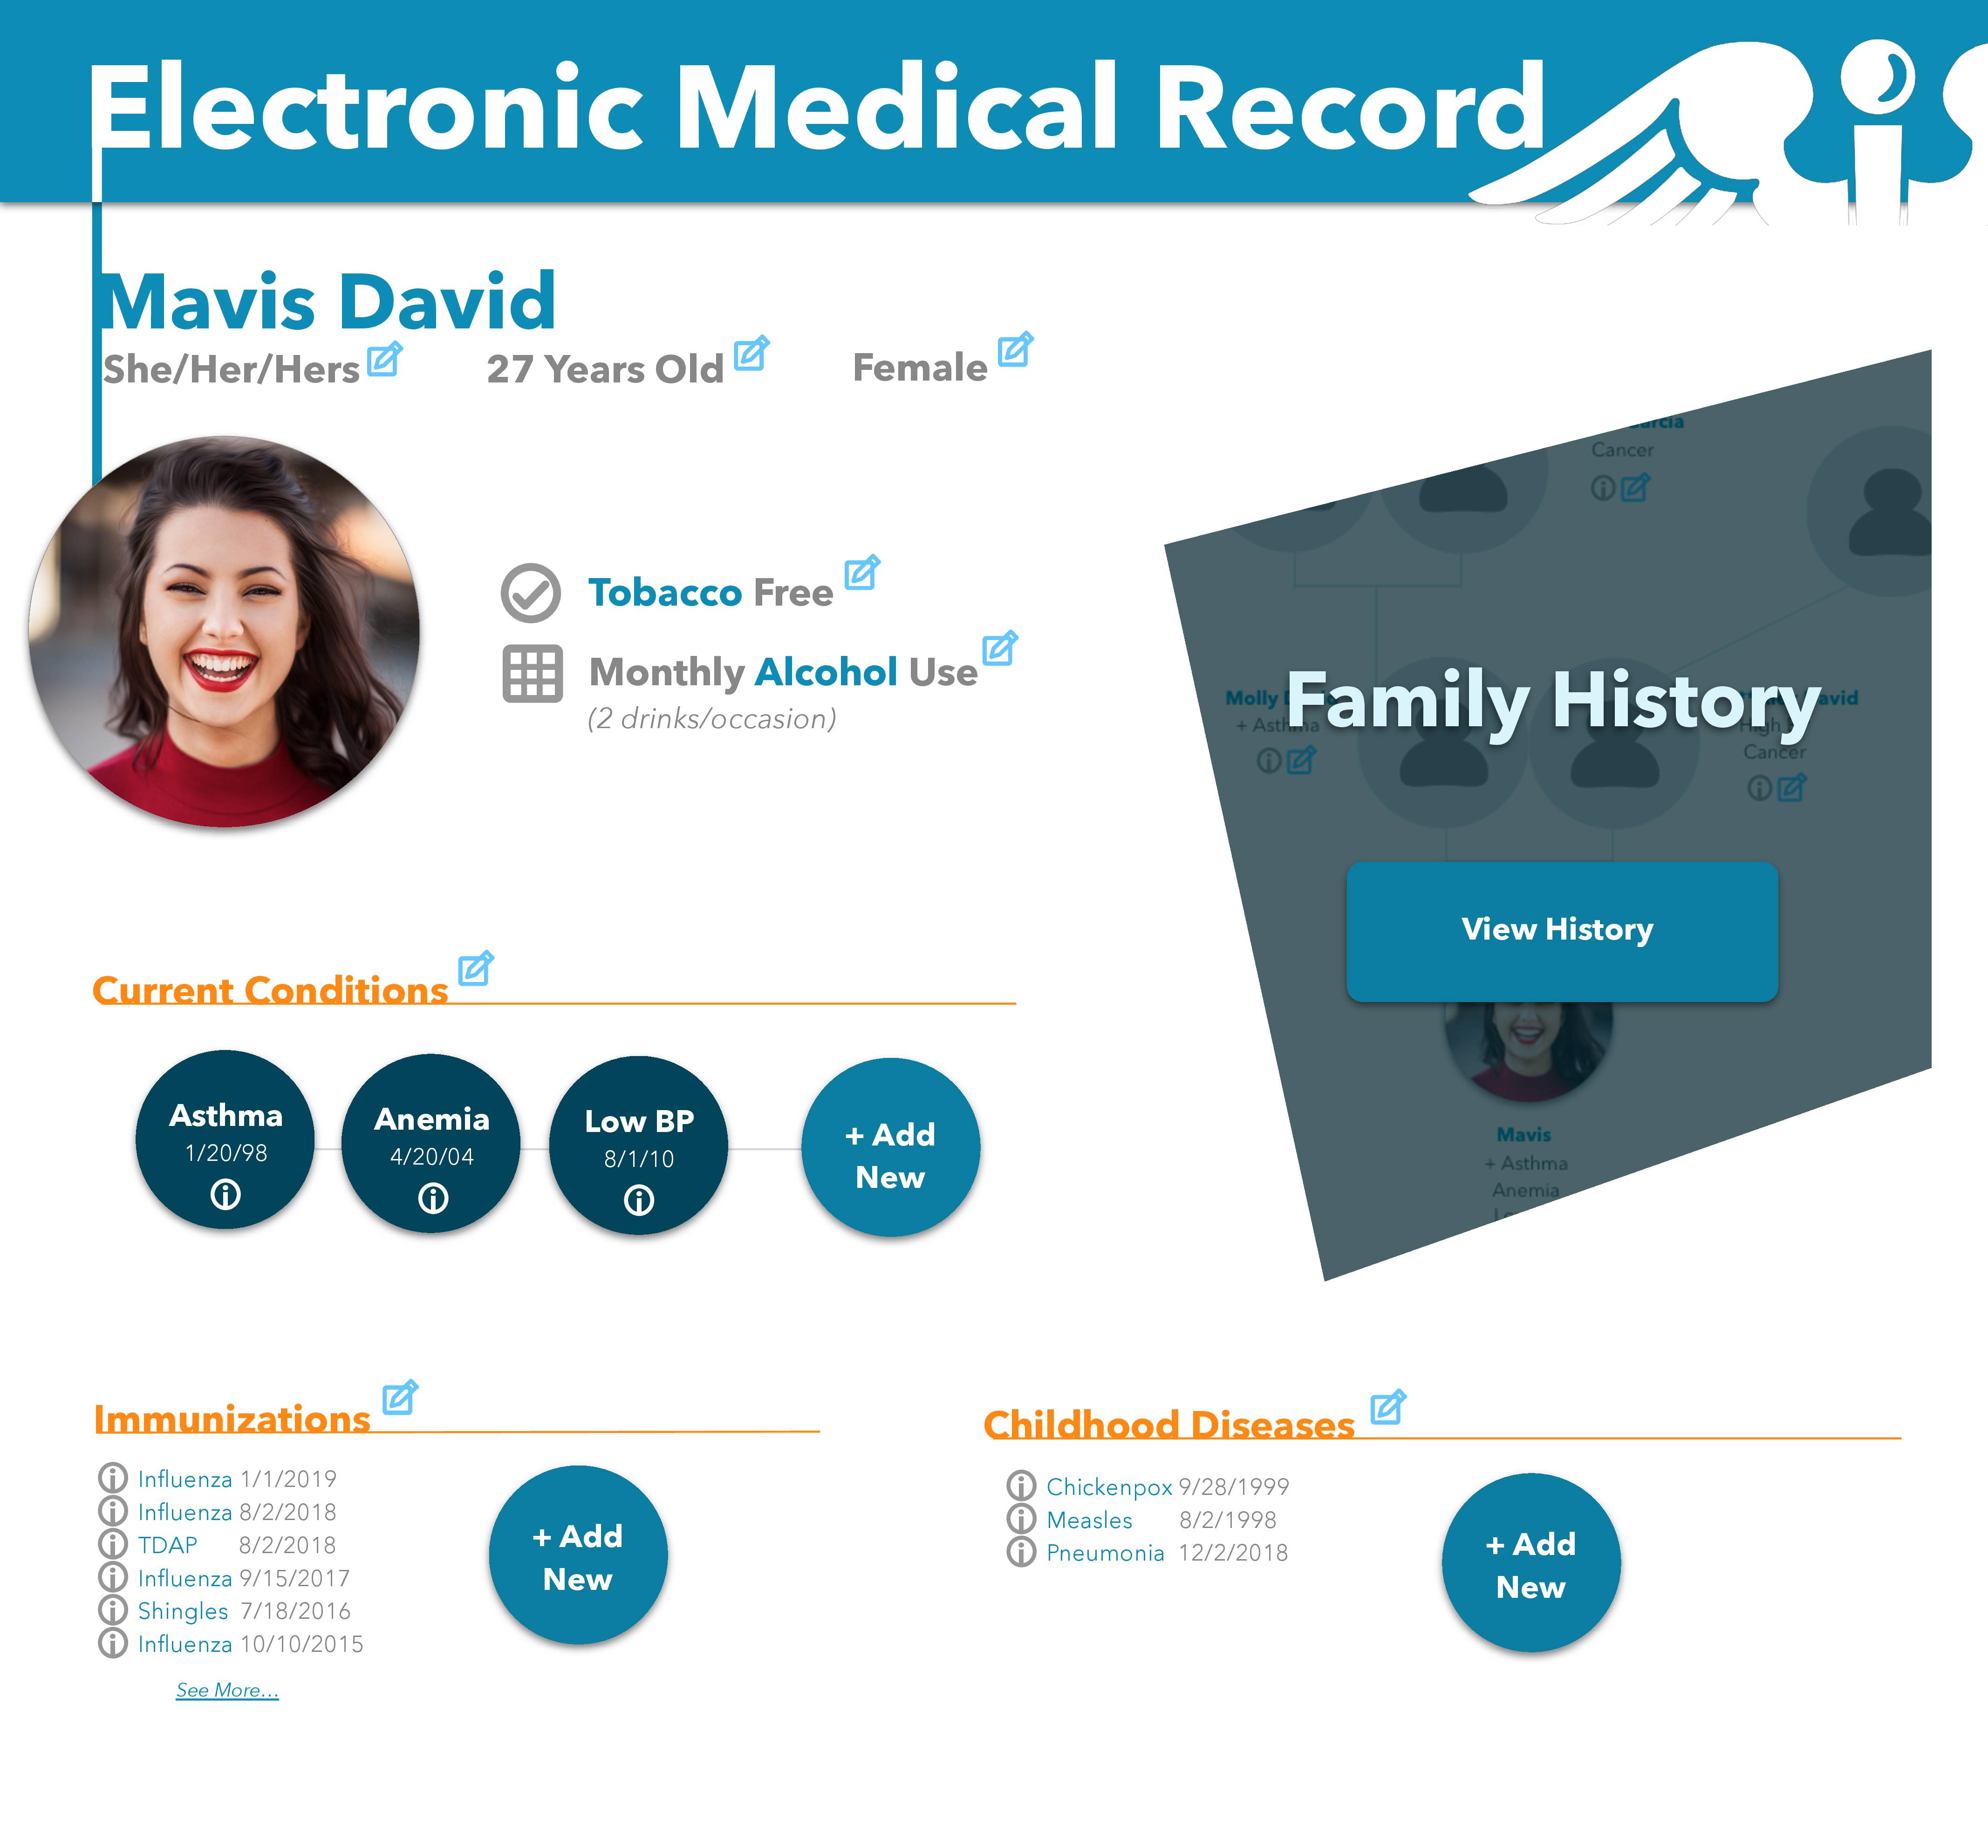 Electronic Medical Record
Mavis David
She/Her/Hers
27 Years Old
Female
Tobacco Free
Monthly Alcohol Use
(2 drinks/occasion)
Cancer
Molly
+ Asthma
Family History
High
Cancer
View History
Mavis
+ Asthma
Anemia
Current Conditions
Asthma
1/20/98
Anemia
4/20/04
Low BP
8/1/10
+ Add
New
Immunizations
Influenza 1/1/2019
Influenza 8/2/2018
TDAP 8/2/2018
Influenza 9/15/2017
Shingles 7/18/2016
Influenza 10/10/2015
See More...
+ Add
New
Childhood Diseases
Chickenpox 9/28/1999
Measles 8/2/1998
Pneumonia 12/2/2018
+ Add
New